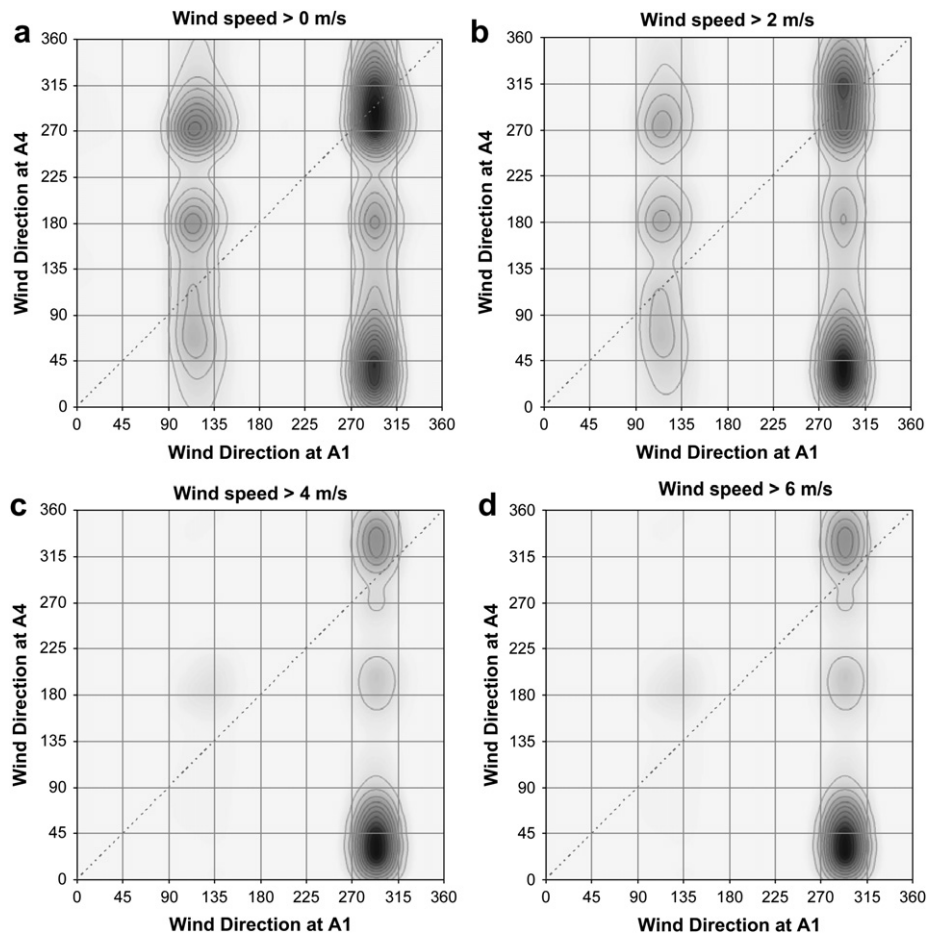 a
Wind speed > 0 m/s
Wind Direction at A4
360
315
270
225
180
135
90
45
0
0 45 90 135 180 225 270 315 360
Wind Direction at A1
b
Wind speed > 2 m/s
Wind Direction at A4
360
315
270
225
180
135
90
45
0
0 45 90 135 180 225 270 315 360
Wind Direction at A1
c
Wind speed > 4 m/s
Wind Direction at A4
360
315
270
225
180
135
90
45
0
0 45 90 135 180 225 270 315 360
Wind Direction at A1
d
Wind speed > 6 m/s
Wind Direction at A4
360
315
270
225
180
135
90
45
0
0 45 90 135 180 225 270 315 360
Wind Direction at A1